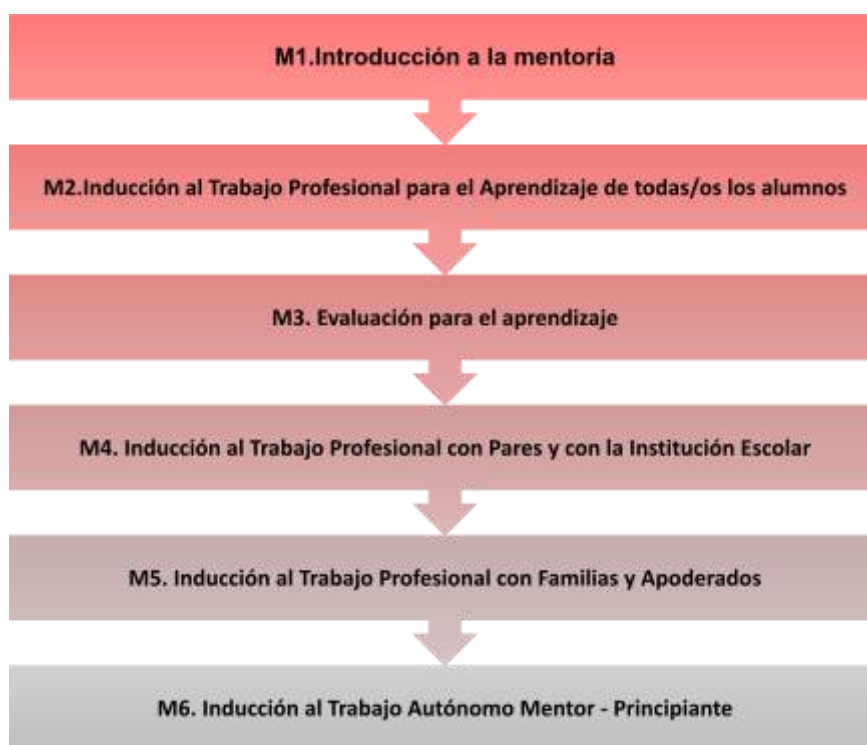 M1.Introducción a la mentoría
M2.Inducción al Trabajo Profesional para el Aprendizaje de todas/os los alumnos
M3. Evaluación para el aprendizaje
M4. Inducción al Trabajo Profesional con Pares y con la Institución Escolar
M5. Inducción al Trabajo Profesional con Familias y Apoderados
M6. Inducción al Trabajo Autónomo Mentor - Principiante